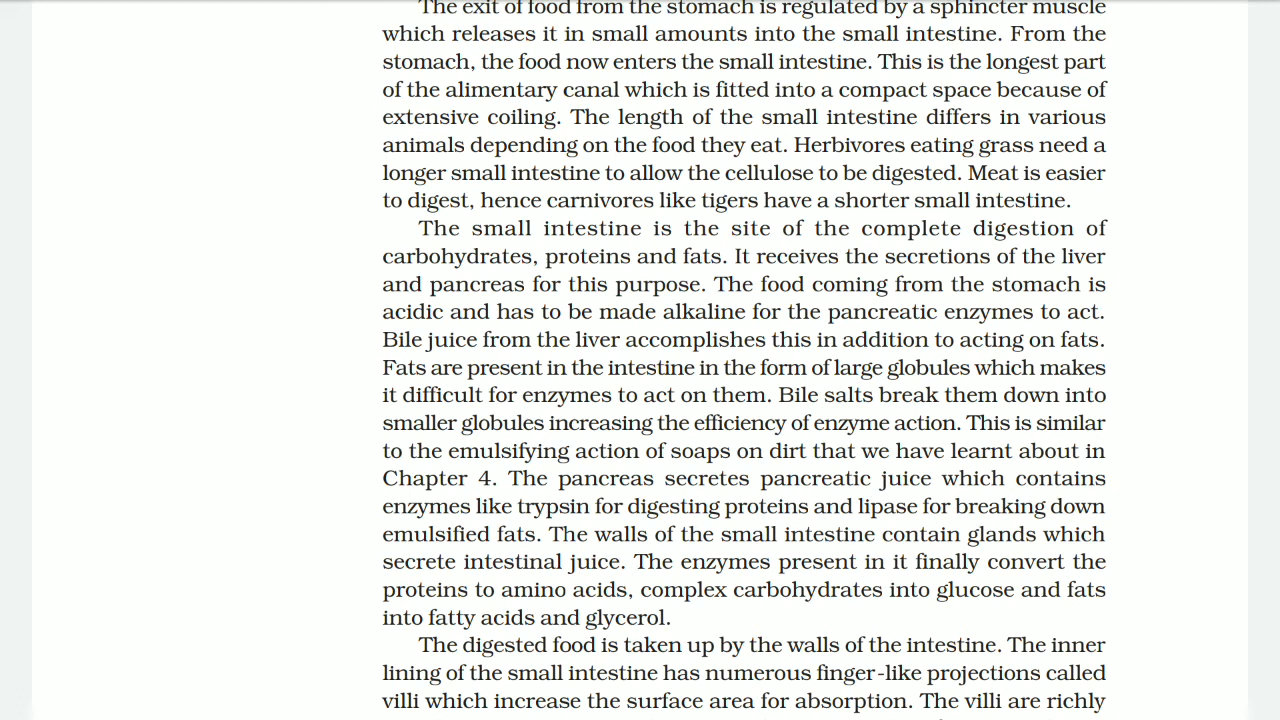 The exit of food from the stomach is regulated by a sphincter muscle
which releases it in small amounts into the small intestine. From the
stomach, the food now enters the small intestine. This is the longest part
of the alimentary canal which is fitted into a compact space because of
extensive coiling. The length of the small intestine differs in various
animals depending on the food they eat. Herbivores eating grass need a
longer small intestine to allow the cellulose to be digested. Meat is easier
to digest, hence carnivores like tigers have a shorter small intestine.
The small intestine is the site of the complete digestion of
carbohydrates, proteins and fats. It receives the secretions of the liver
and pancreas for this purpose. The food coming from the stomach is
acidic and has to be made alkaline for the pancreatic enzymes to act.
Bile juice from the liver accomplishes this in addition to acting on fats.
Fats are present in the intestine in the form of large globules which makes
it difficult for enzymes to act on them. Bile salts break them down into
smaller globules increasing the efficiency of enzyme action. This is similar
to the emulsifying action of soaps on dirt that we have learnt about in
Chapter 4. The pancreas secretes pancreatic juice which contains
enzymes like trypsin for digesting proteins and lipase for breaking down
emulsified fats. The walls of the small intestine contain glands which
secrete intestinal juice. The enzymes present in it finally convert the
proteins to amino acids, complex carbohydrates into glucose and fats
into fatty acids and glycerol.
The digested food is taken up by the walls of the intestine. The inner
lining of the small intestine has numerous finger-like projections called
villi which increase the surface area for absorption. The villi are richly